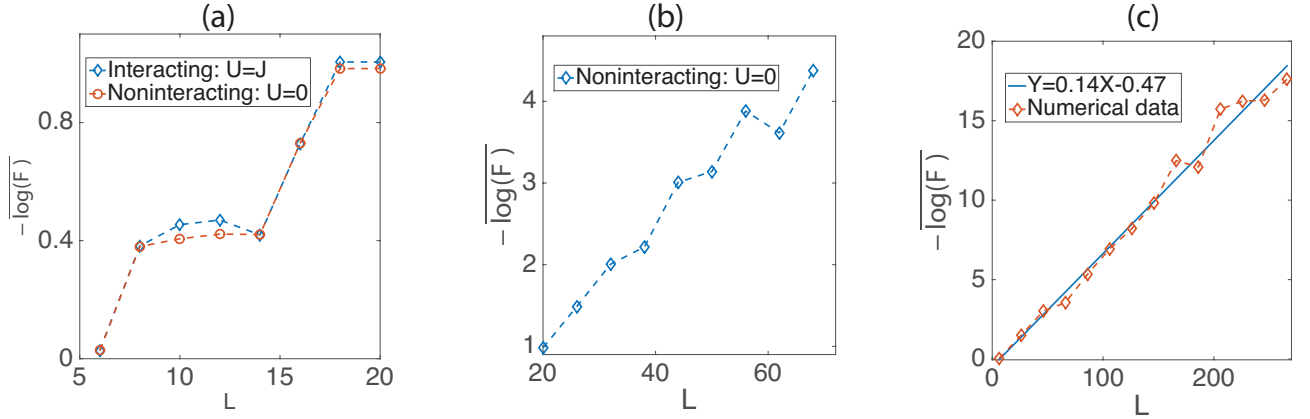 (a)
Interacting: U=J
Noninteracting: U=0
0.8
0.4
0
5
10
15
20
L
- log(F )
(b)
Noninteracting: U=0
4
3
2
1
20
40
60
L
- log(F )
(c)
Y=0.14X-0.47
Numerical data
20
15
10
5
0
0
100
200
L
- log(F )